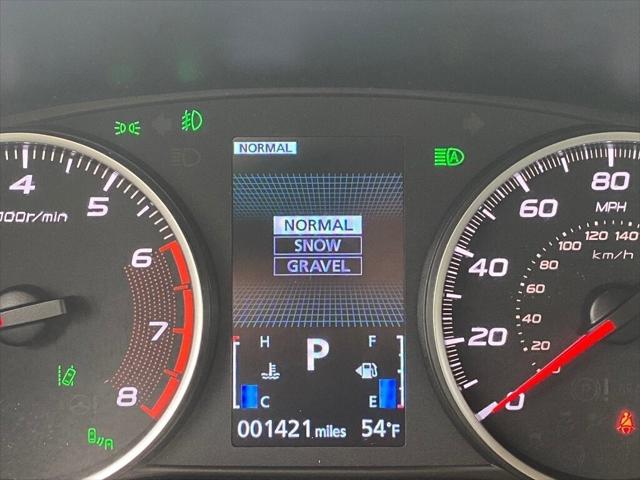 NORMAL
4
5
000r/min
6
7
8
NORMAL
SNOW
GRAVEL
H
F
P
C
E
001421 miles
54°F
A
A
80
60
MPH
120
140
100
km/h
80
40
60
40
20
20
0